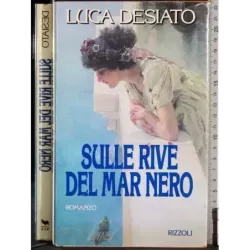 DESIATO
SULLE RIVE DEL MAR NERO
LUCA DESIATO
SULLE RIVE
DEL MAR NERO
ROMANZO
RIZZOLI